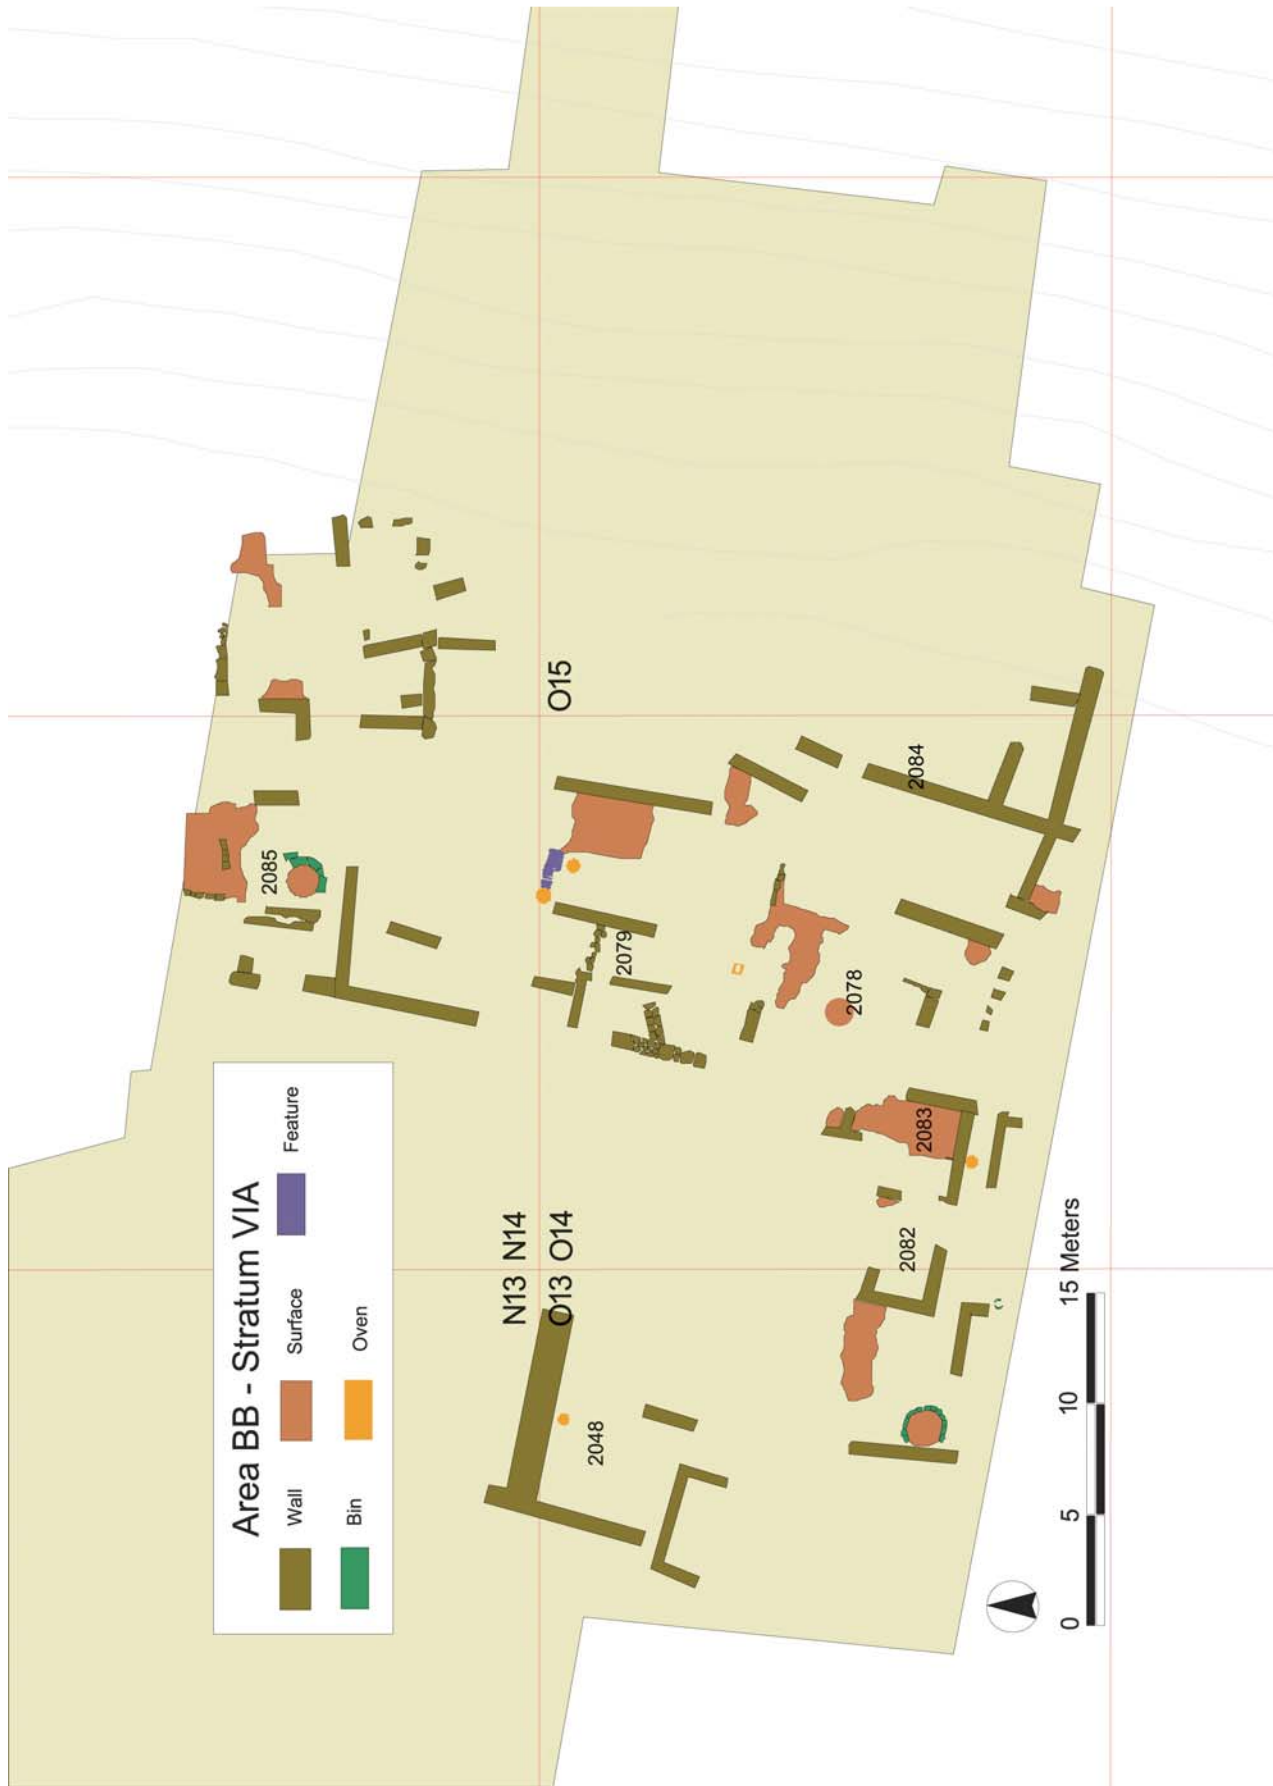 Area BB - Stratum VIA
Wall
Surface
Feature
Bin
Oven
N13 N14
O13 O14
O15
2085
2079
2048
2078
2084
2083
2082
0 5 10 15 Meters